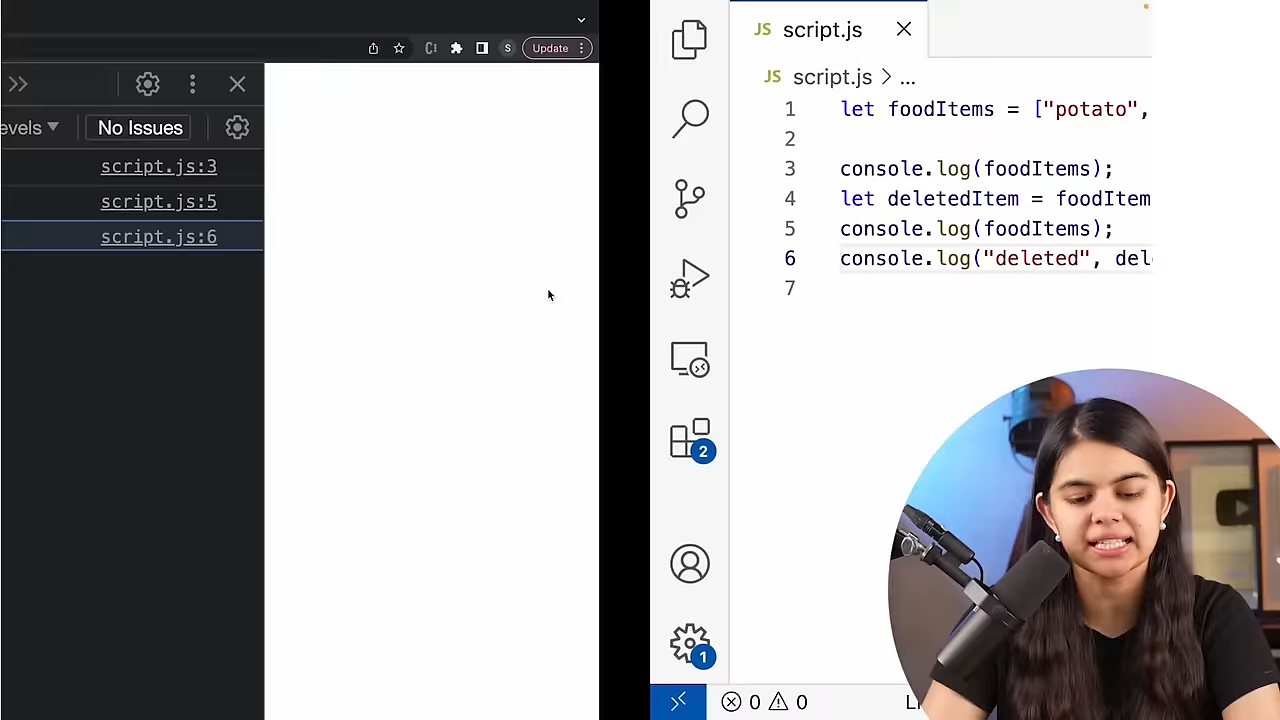 S Update
evels No Issues
script.js:3
script.js:5
script.js:6
JS script.js
JS script.js > ...
1 let foodItems = ["potato",
2
3 console.log(foodItems);
4 let deletedItem = foodItem
5 console.log(foodItems);
6 console.log("deleted", del
7
2
1
0 0